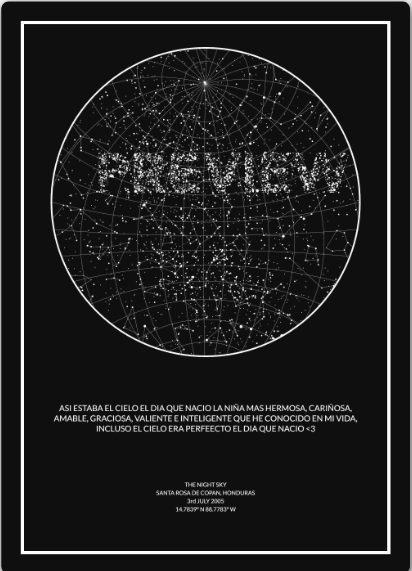 PREVIEW
ASI ESTABA EL CIELO EL DIA QUE NACIO LA NIÑA MAS HERMOSA, CARIÑOSA,
AMABLE, GRACIOSA, VALIENTE E INTELIGENTE QUE HE CONOCIDO EN MI VIDA,
INCLUSO EL CIELO ERA PERFEECTO EL DIA QUE NACIO <3
THE NIGHT SKY
SANTA ROSA DE COPAN, HONDURAS
3rd JULY 2005
14.7839° N 88.7783° W